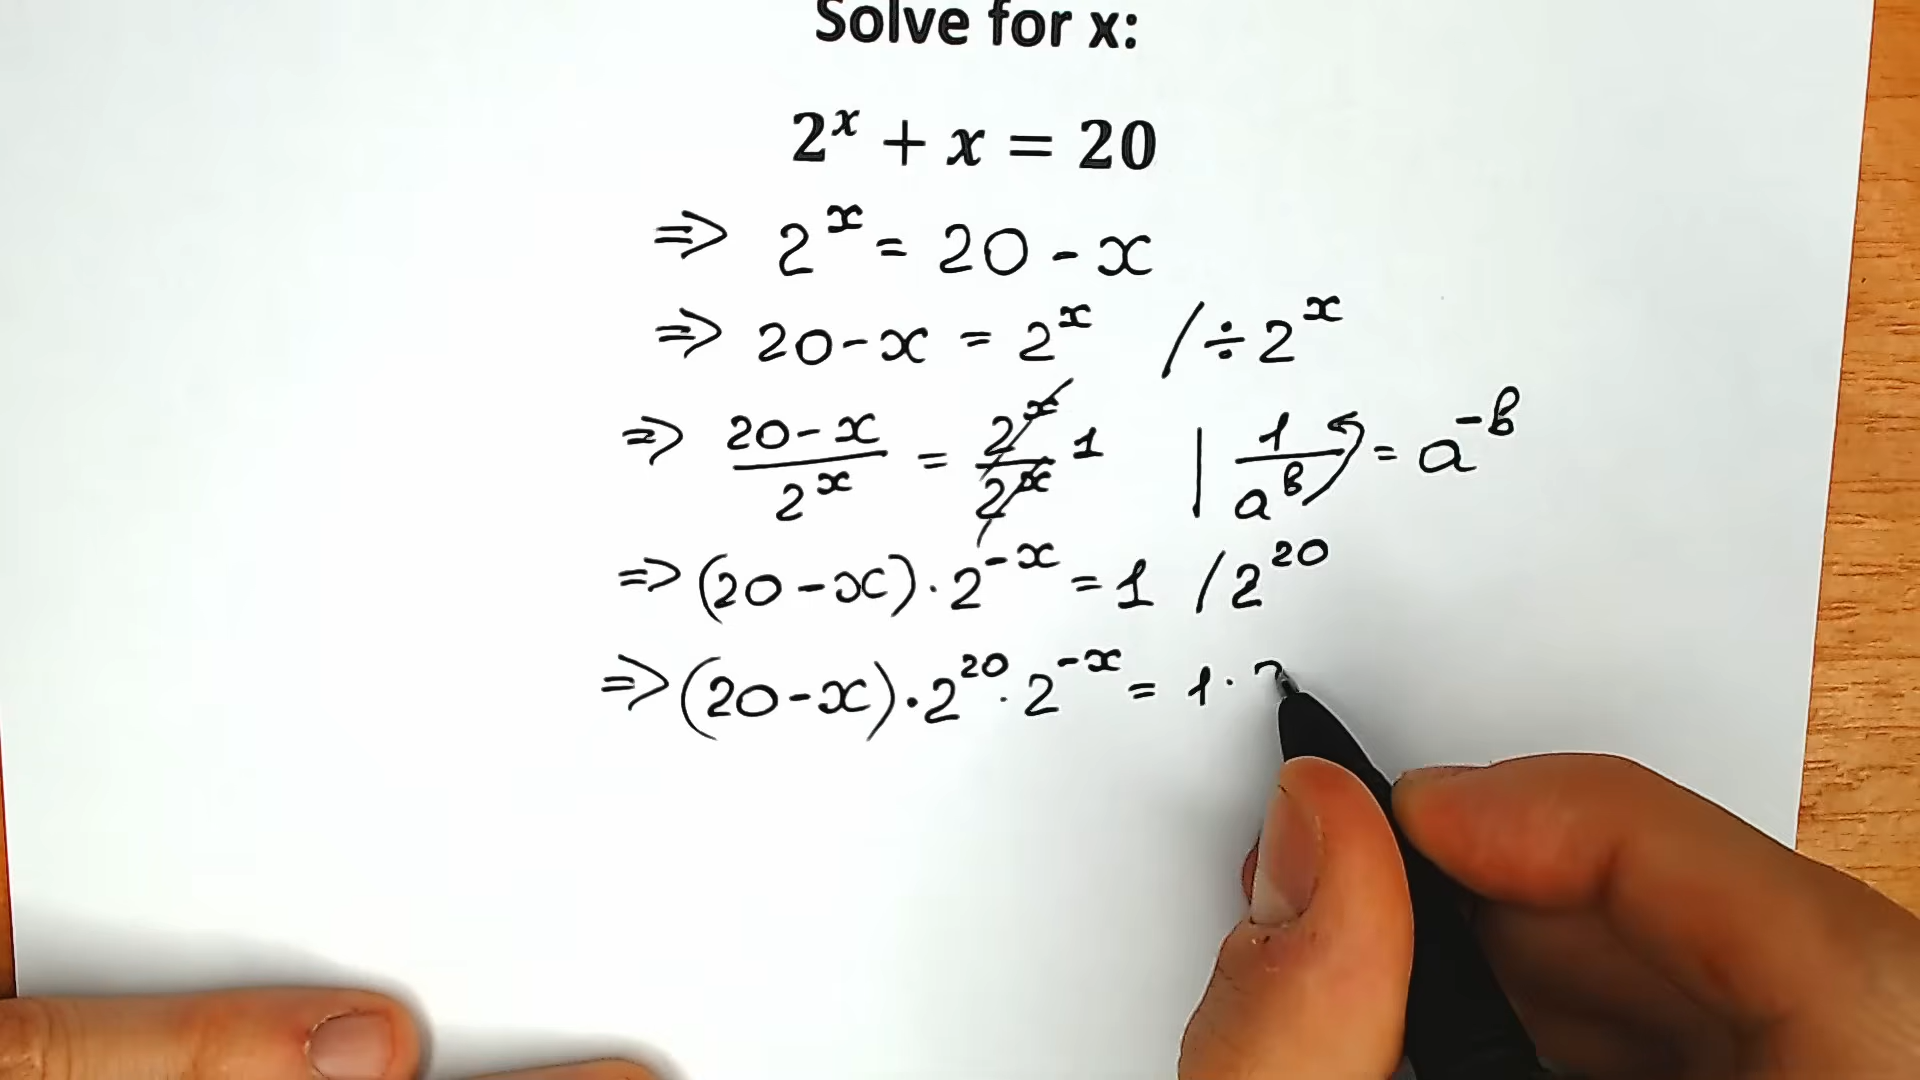 Solve for x:
2^x + x = 20
=> 2^x = 20 - x
=> 20 - x = 2^x / ÷ 2^x
=> (20 - x)/(2^x) = (2^x)/(2^x) 1 | 1/(a^b) = a^(-b)
=> (20 - x) · 2^(-x) = 1 / 2^20
=> (20 - x) · 2^20 · 2^(-x) = 1 ·